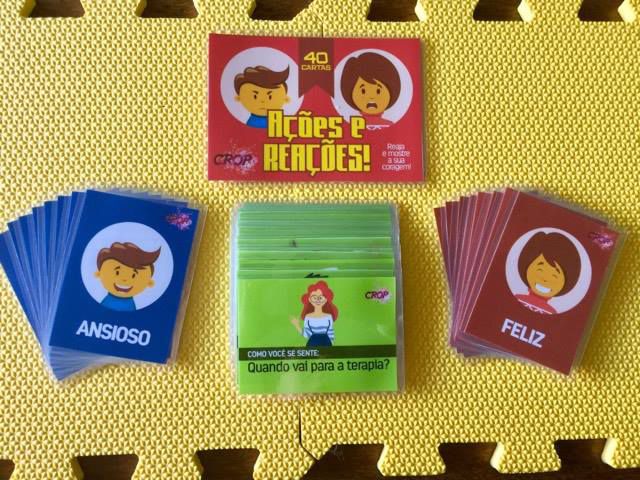 40
CARTAS
Ações e
REAÇÕES!
Reaja
e mostre
a sua
coragem!
CROP
ANSIOSO
CROP
COMO VOCÊ SE SENTE:
Quando vai para a terapia?
FELIZ